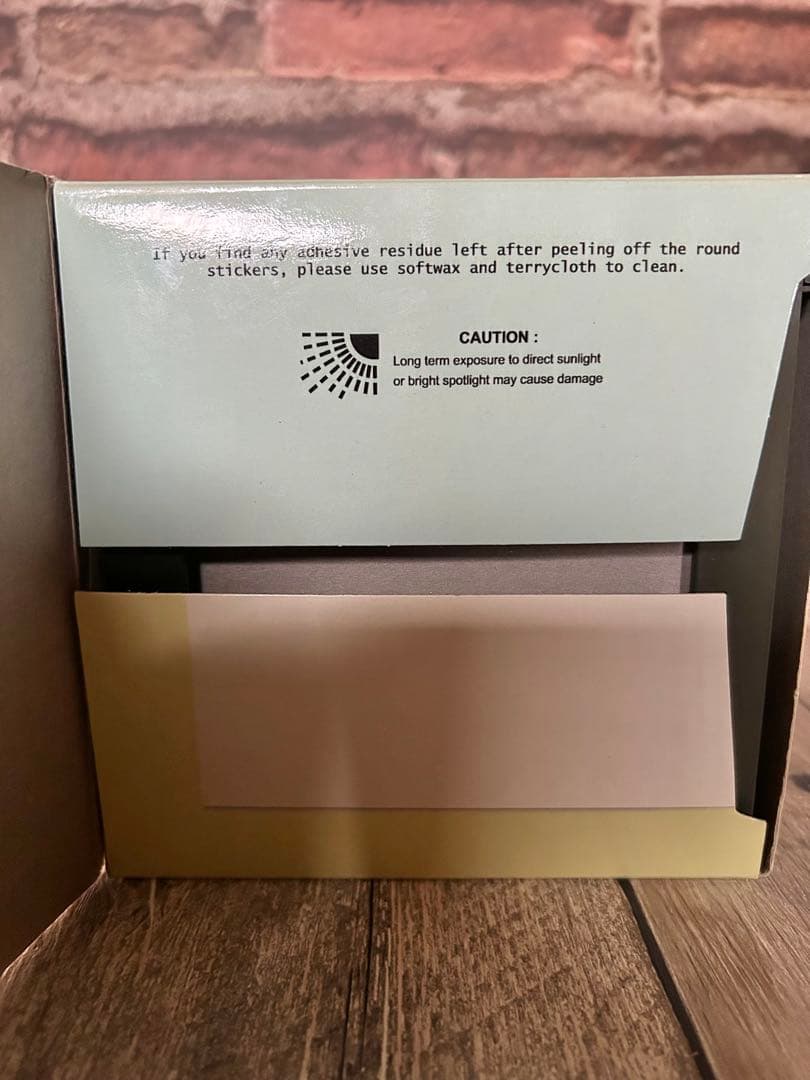 If you find any adhesive residue left after peeling off the round
stickers, please use softwax and terrycloth to clean.
CAUTION :
Long term exposure to direct sunlight
or bright spotlight may cause damage